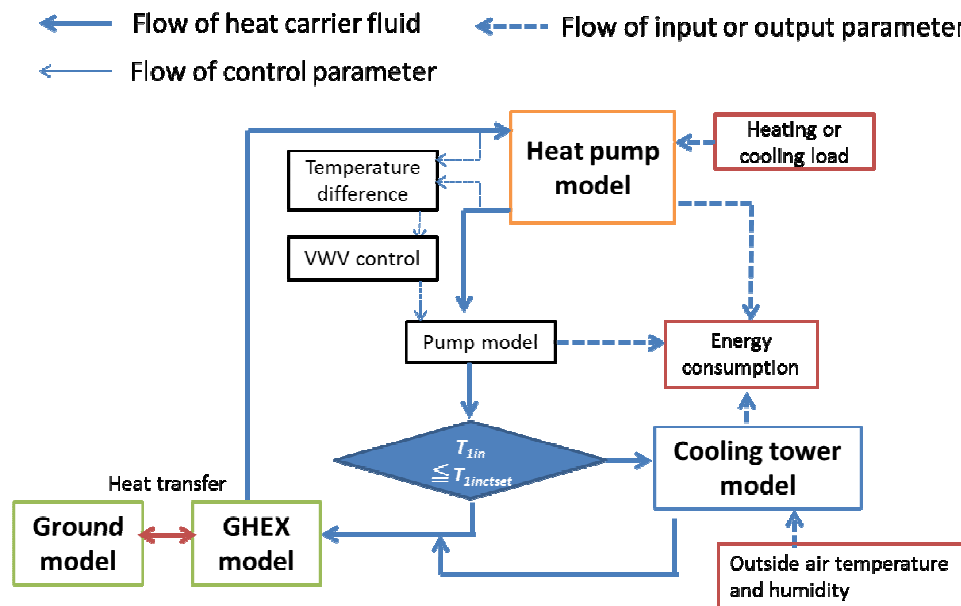 Flow of heat carrier fluid
Flow of input or output parameter
Flow of control parameter
Heat pump
model
Heating or
cooling load
Temperature
difference
VWV control
Pump model
Energy
consumption
T1in
≦ T1inctset
Cooling tower
model
Heat transfer
Ground
model
GHEX
model
Outside air temperature
and humidity